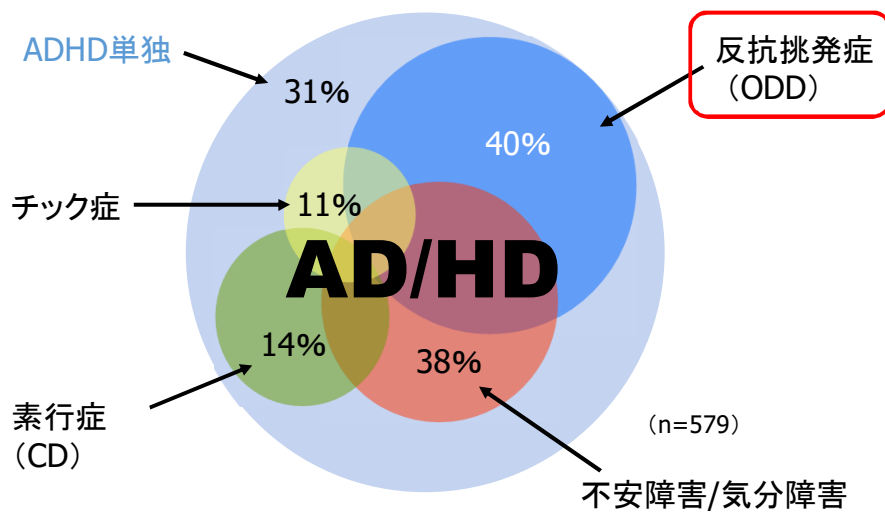 ADHD単独
31%
反抗挑発症
（ODD）
40%
チック症
11%
AD/HD
14%
38%
素行症
（CD）
（n=579）
不安障害/気分障害